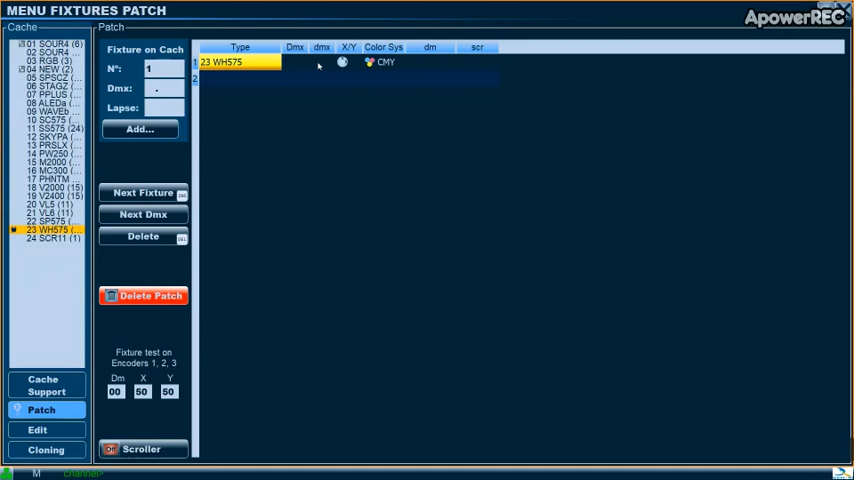 MENU FIXTURES PATCH
ApowerREC
Cache
Patch
01 SOUR4 (6)
02 SOUR4 ...
03 RGB (3)
04 NEW (2)
05 SPSCZ (...
06 STAGZ (...
07 PPLUS (...
08 ALEDa (...
09 WAVEb ...
10 SC575 (...
11 SS575 (24)
12 SKYPA (...
13 PRSLX (...
14 PW250 (...
15 M2000 (...
16 MC300 (...
17 PHNTM ...
18 V2000 (15)
19 V2400 (15)
20 VL5 (11)
21 VL6 (11)
22 SP575 (...
23 WH575 (...
24 SCR11 (1)
Cache
Support
Patch
Edit
Cloning
Fixture on Cach
Nº: 1
Dmx: .
Lapse:
Add...
Next Fixture
Next Dmx
Delete
DEL
Delete Patch
Fixture test on
Encoders 1, 2, 3
Dm X Y
00 50 50
Off Scroller
Type Dmx dmx X/Y Color Sys dm scr
1 23 WH575 CMY
2
M channel>